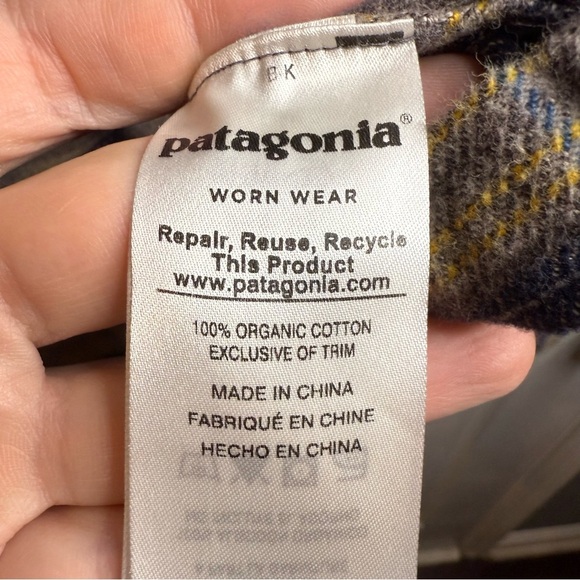 patagonia®
WORN WEAR
Repair, Reuse, Recycle
This Product
www.patagonia.com
100% ORGANIC COTTON
EXCLUSIVE OF TRIM
MADE IN CHINA
FABRIQUÉ EN CHINE
HECHO EN CHINA